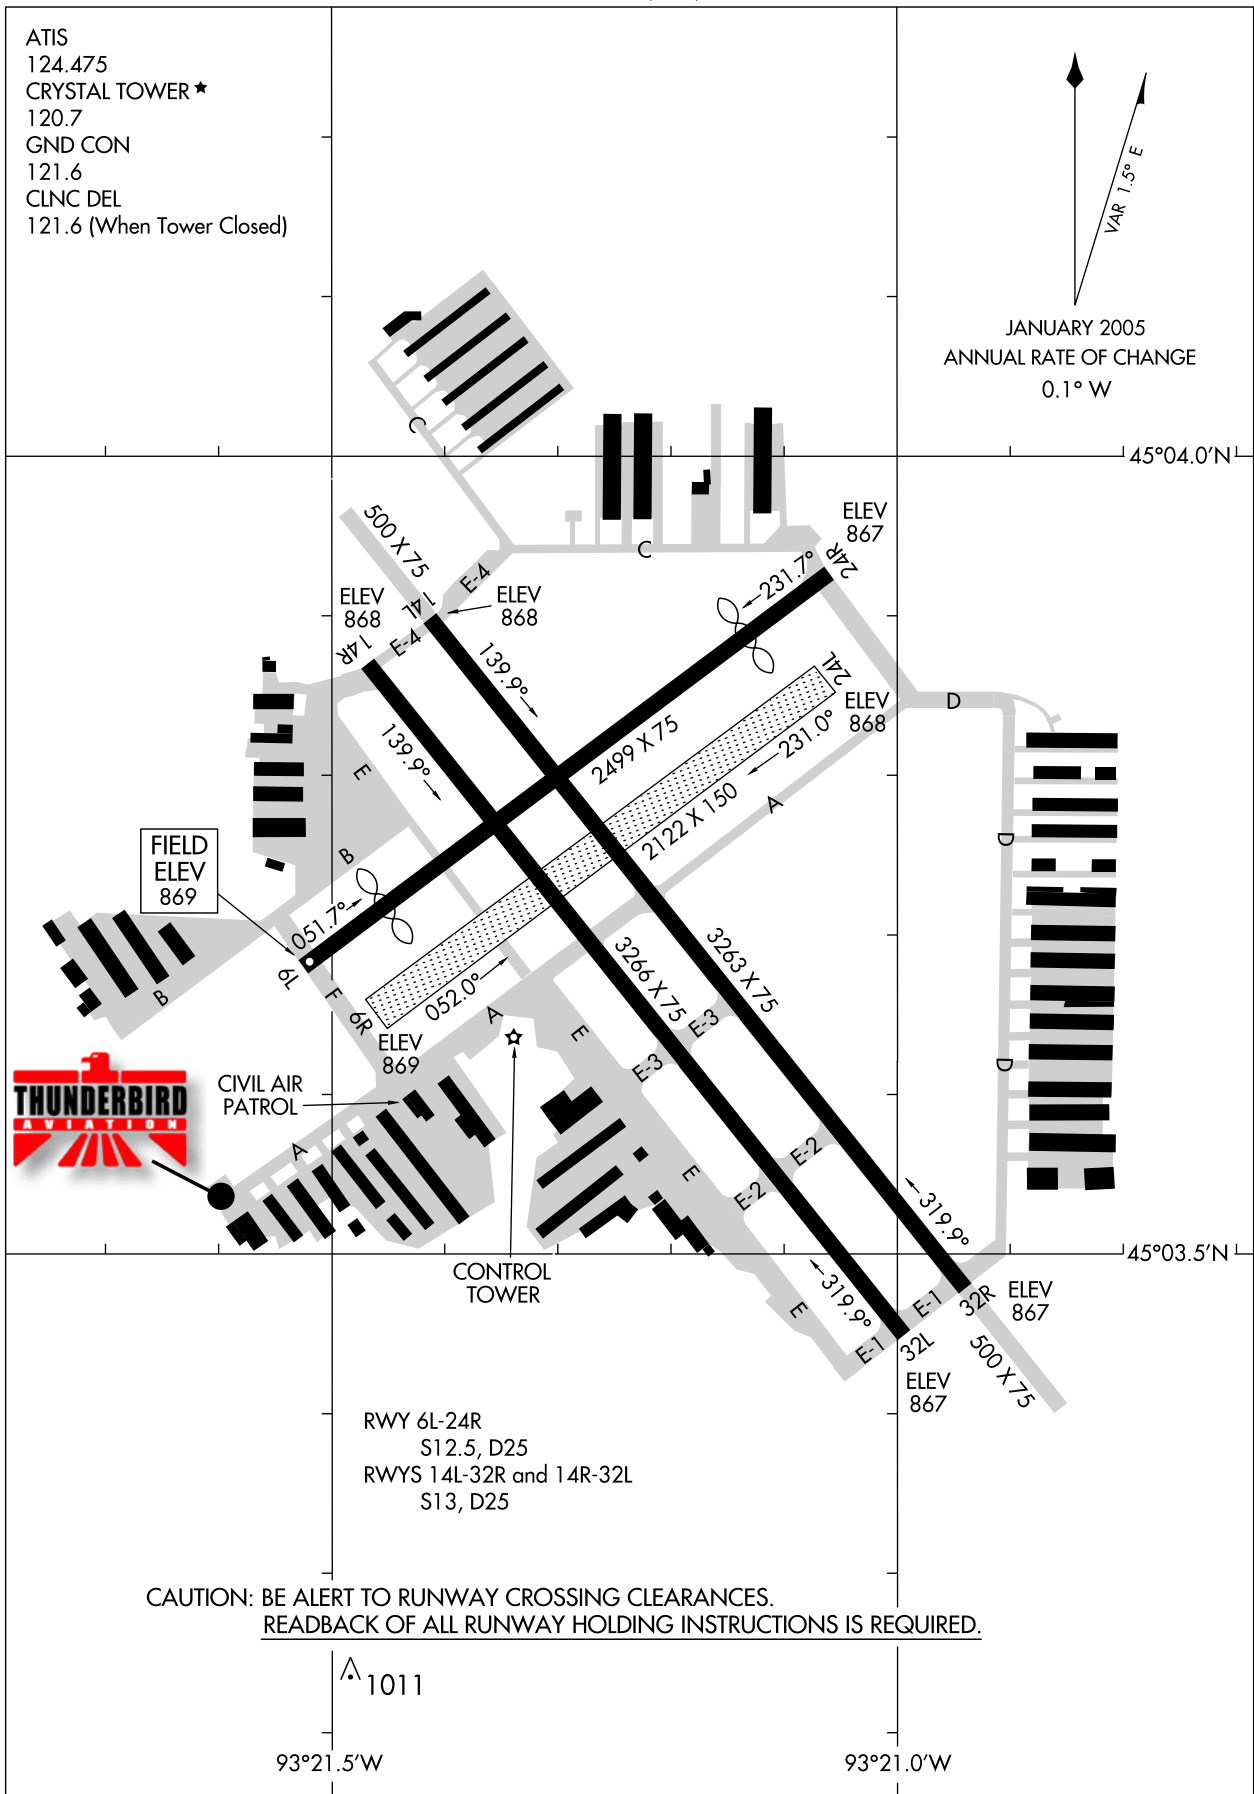 ATIS
124.475
CRYSTAL TOWER ★
120.7
GND CON
121.6
CLNC DEL
121.6 (When Tower Closed)
VAR 1.5° E
JANUARY 2005
ANNUAL RATE OF CHANGE
0.1° W
C
45°04.0'N
500 X 75
ELEV
867
C
24R
231.7°
E-4
ELEV
868
14L
ELEV
868
14R
E-4
139.9°
139.9°
24L
ELEV
868
D
231.0°
2499 X 75
E
2122 X 150
A
D
B
FIELD
ELEV
869
051.7°
6L
F
B
6R
052.0°
A
ELEV
869
3266 X 75
3263 X 75
E
E-3
E-3
D
THUNDERBIRD
AVIATION
CIVIL AIR
PATROL
A
E
E-2
E-2
319.9°
45°03.5'N
CONTROL
TOWER
319.9°
E
E-1
32R
ELEV
867
E-1
32L
500 X 75
ELEV
867
RWY 6L-24R
S12.5, D25
RWYS 14L-32R and 14R-32L
S13, D25
CAUTION: BE ALERT TO RUNWAY CROSSING CLEARANCES.
READBACK OF ALL RUNWAY HOLDING INSTRUCTIONS IS REQUIRED.
1011
93°21.5'W
93°21.0'W